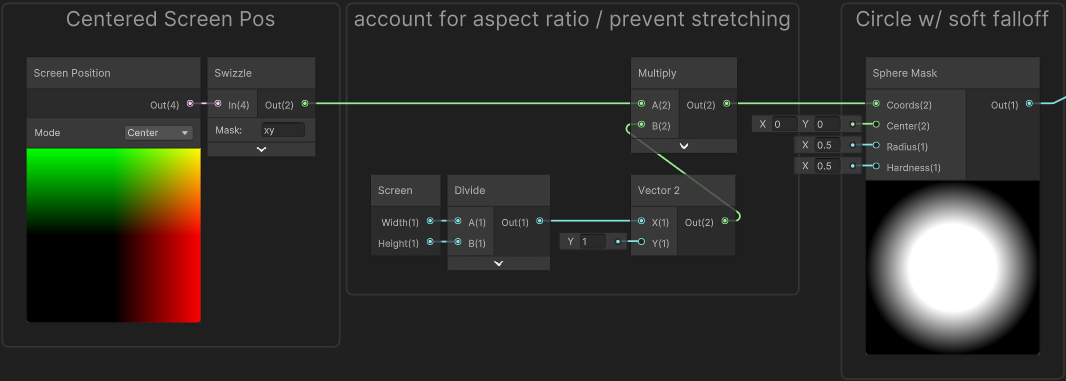 Centered Screen Pos
account for aspect ratio / prevent stretching
Circle w/ soft falloff
Screen Position
Out(4)
Mode
Center
Swizzle
In(4)
Out(2)
Mask:
xy
Multiply
A(2)
Out(2)
B(2)
Screen
Width(1)
Height(1)
Divide
A(1)
Out(1)
B(1)
Y 1
Vector 2
X(1)
Out(2)
Y(1)
X 0 Y 0
X 0.5
X 0.5
Sphere Mask
Coords(2)
Out(1)
Center(2)
Radius(1)
Hardness(1)